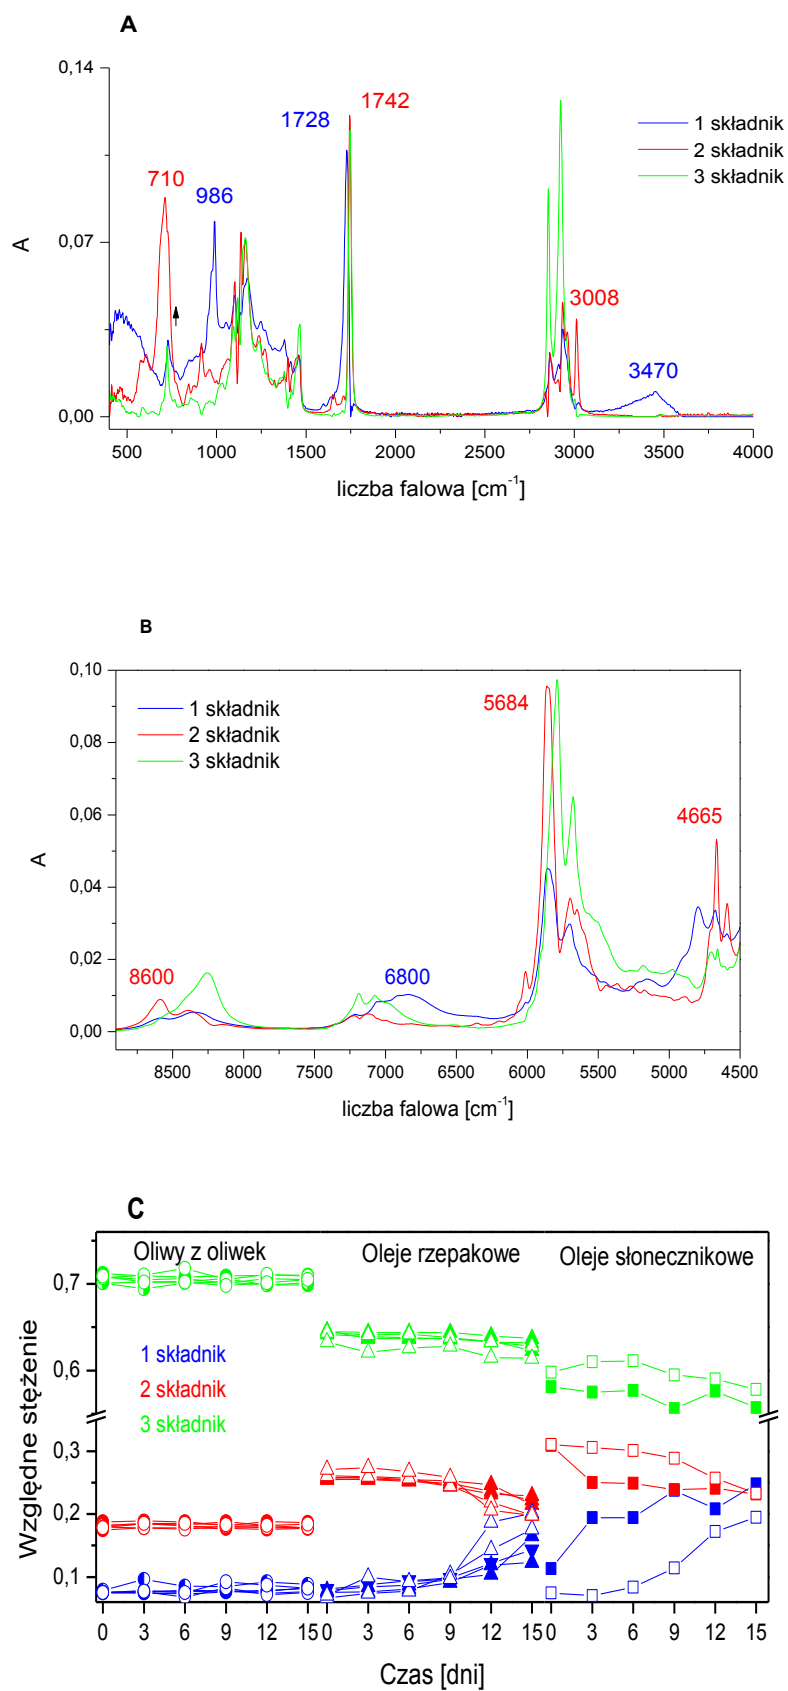 A
0,14
1728
1742
1 składnik
2 składnik
3 składnik
710
986
A
0,07
3008
3470
0,00
500 1000 1500 2000 2500 3000 3500 4000
liczba falowa [cm-1]
B
0,10
1 składnik
2 składnik
3 składnik
5684
0,08
0,06
4665
A
0,04
0,02
8600
6800
0,00
8500 8000 7500 7000 6500 6000 5500 5000 4500
liczba falowa [cm-1]
C
Oliwy z oliwek
Oleje rzepakowe
Oleje słonecznikowe
0,7
1 składnik
2 składnik
3 składnik
0,6
Względne stężenie
0,3
0,2
0,1
0 3 6 9 12 15 0 3 6 9 12 15 0 3 6 9 12 15
Czas [dni]